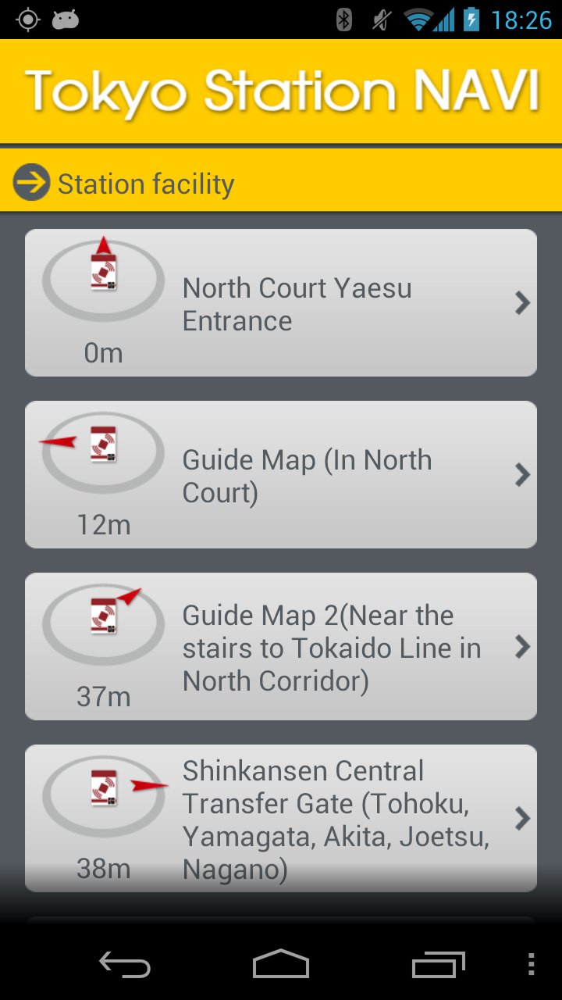 18:26
Tokyo Station NAVI
Station facility
North Court Yaesu
Entrance
0m
Guide Map (In North
Court)
12m
Guide Map 2(Near the
stairs to Tokaido Line in
North Corridor)
37m
Shinkansen Central
Transfer Gate (Tohoku,
Yamagata, Akita, Joetsu,
Nagano)
38m